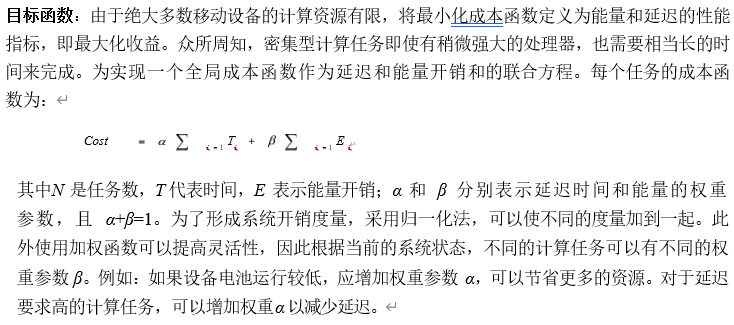 目标函数：由于绝大多数移动设备的计算资源有限，将最小化成本函数定义为能量和延迟的性能
指标，即最大化收益。众所周知，密集型计算任务即使有稍微强大的处理器，也需要相当长的时
间来完成。为实现一个全局成本函数作为延迟和能量开销和的联合方程。每个任务的成本函
数为：
Cost = α ∑ i = 1 T i + β ∑ i = 1 E i
其中N 是任务数，T 代表时间，E 表示能量开销；α 和 β 分别表示延迟时间和能量的权重
参数，且 α+β=1。为了形成系统开销度量，采用归一化法，可以使不同的度量加到一起。此
外使用加权函数可以提高灵活性，因此根据当前的系统状态，不同的计算任务可以有不同的权
重参数 β。例如：如果设备电池运行较低，应增加权重参数 α，可以节省更多的资源。对于延迟
要求高的计算任务，可以增加权重α 以减少延迟。